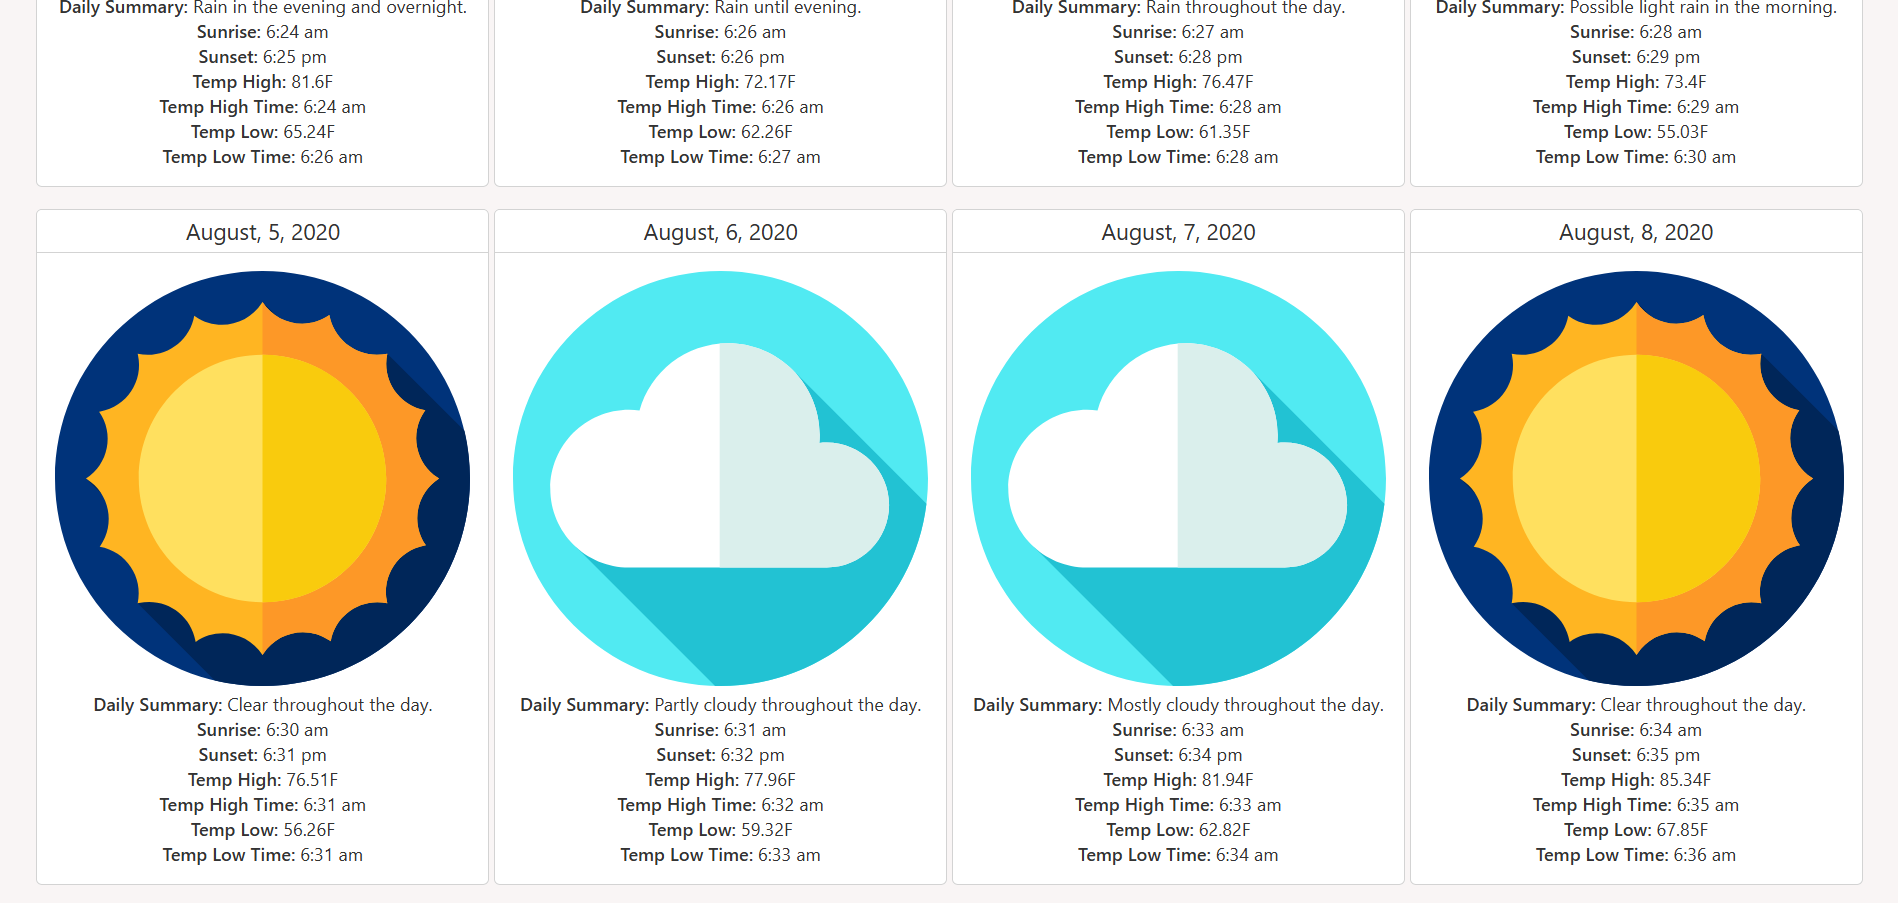 Daily Summary: Rain in the evening and overnight.
Sunrise: 6:24 am
Sunset: 6:25 pm
Temp High: 81.6F
Temp High Time: 6:24 am
Temp Low: 65.24F
Temp Low Time: 6:26 am
Daily Summary: Rain until evening.
Sunrise: 6:26 am
Sunset: 6:26 pm
Temp High: 72.17F
Temp High Time: 6:26 am
Temp Low: 62.26F
Temp Low Time: 6:27 am
Daily Summary: Rain throughout the day.
Sunrise: 6:27 am
Sunset: 6:28 pm
Temp High: 76.47F
Temp High Time: 6:28 am
Temp Low: 61.35F
Temp Low Time: 6:28 am
Daily Summary: Possible light rain in the morning.
Sunrise: 6:28 am
Sunset: 6:29 pm
Temp High: 73.4F
Temp High Time: 6:29 am
Temp Low: 55.03F
Temp Low Time: 6:30 am
August, 5, 2020
Daily Summary: Clear throughout the day.
Sunrise: 6:30 am
Sunset: 6:31 pm
Temp High: 76.51F
Temp High Time: 6:31 am
Temp Low: 56.26F
Temp Low Time: 6:31 am
August, 6, 2020
Daily Summary: Partly cloudy throughout the day.
Sunrise: 6:31 am
Sunset: 6:32 pm
Temp High: 77.96F
Temp High Time: 6:32 am
Temp Low: 59.32F
Temp Low Time: 6:33 am
August, 7, 2020
Daily Summary: Mostly cloudy throughout the day.
Sunrise: 6:33 am
Sunset: 6:34 pm
Temp High: 81.94F
Temp High Time: 6:33 am
Temp Low: 62.82F
Temp Low Time: 6:34 am
August, 8, 2020
Daily Summary: Clear throughout the day.
Sunrise: 6:34 am
Sunset: 6:35 pm
Temp High: 85.34F
Temp High Time: 6:35 am
Temp Low: 67.85F
Temp Low Time: 6:36 am